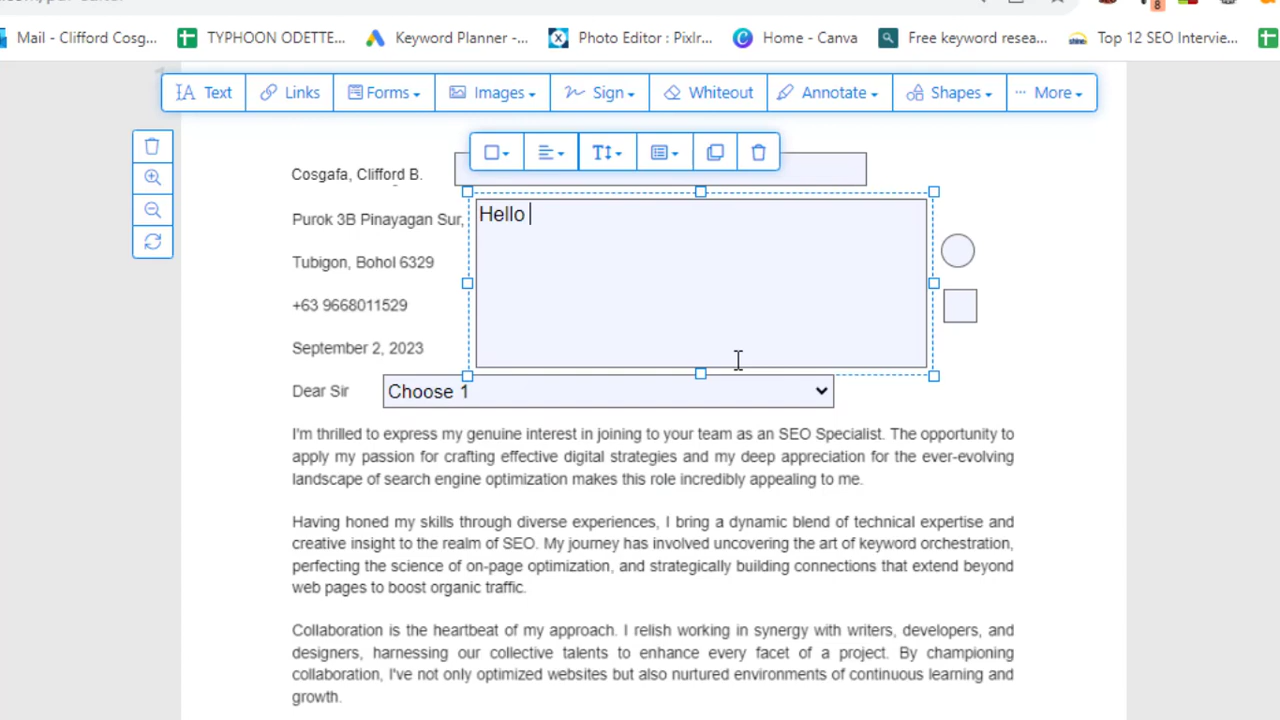 Mail - Clifford Cosg...
TYPHOON ODETTE...
Keyword Planner -...
Photo Editor : Pixlr...
Home - Canva
Free keyword resea...
Top 12 SEO Intervie...
8
Text
Links
Forms
Images
Sign
Whiteout
Annotate
Shapes
More
Cosgafa, Clifford B.
Purok 3B Pinayagan Sur,
Hello
Tubigon, Bohol 6329
+63 9668011529
September 2, 2023
Dear Sir
Choose 1
I'm thrilled to express my genuine interest in joining to your team as an SEO Specialist. The opportunity to
apply my passion for crafting effective digital strategies and my deep appreciation for the ever-evolving
landscape of search engine optimization makes this role incredibly appealing to me.
Having honed my skills through diverse experiences, I bring a dynamic blend of technical expertise and
creative insight to the realm of SEO. My journey has involved uncovering the art of keyword orchestration,
perfecting the science of on-page optimization, and strategically building connections that extend beyond
web pages to boost organic traffic.
Collaboration is the heartbeat of my approach. I relish working in synergy with writers, developers, and
designers, harnessing our collective talents to enhance every facet of a project. By championing
collaboration, I've not only optimized websites but also nurtured environments of continuous learning and
growth.